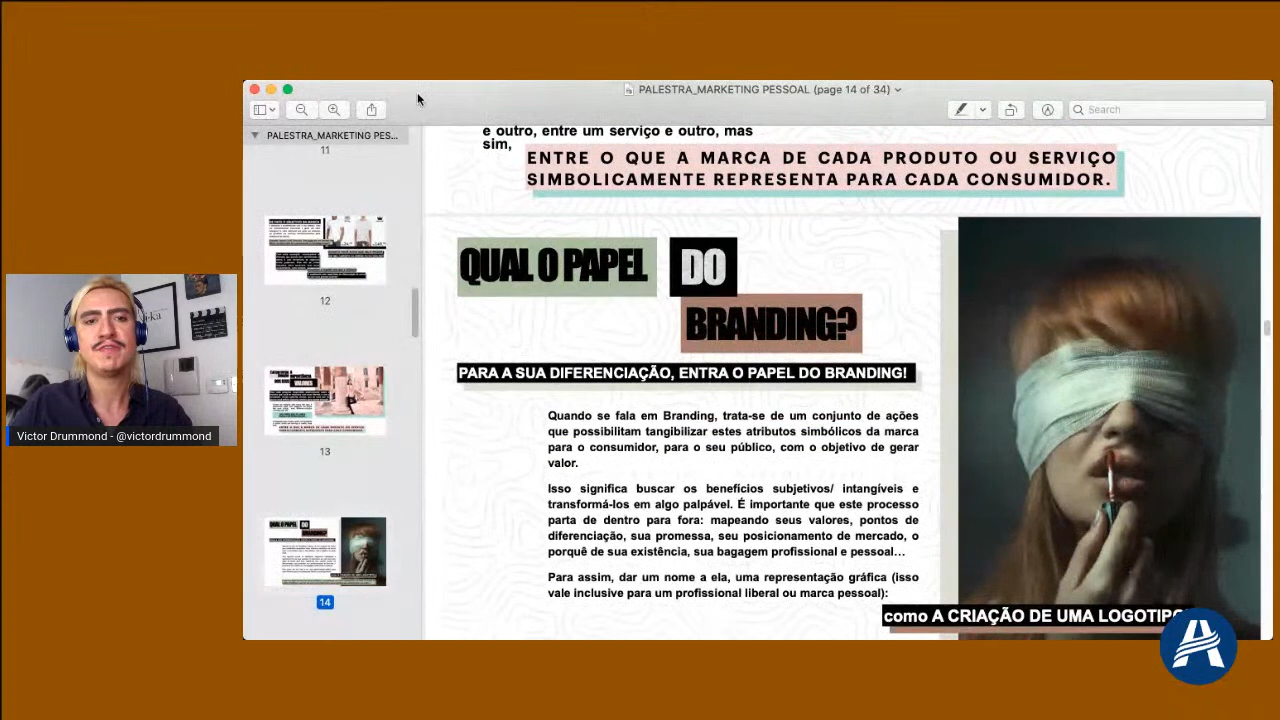 PALESTRA_MARKETING PESSOAL (page 14 of 34)
Search
PALESTRA_MARKETING PES...
11
12
13
14
e outro, entre um serviço e outro, mas
sim,
ENTRE O QUE A MARCA DE CADA PRODUTO OU SERVIÇO
SIMBOLICAMENTE REPRESENTA PARA CADA CONSUMIDOR.
QUAL O PAPEL DO
BRANDING?
PARA A SUA DIFERENCIAÇÃO, ENTRA O PAPEL DO BRANDING!
Quando se fala em Branding, trata-se de um conjunto de ações
que possibilitam tangibilizar estes atributos simbólicos da marca
para o consumidor, para o seu público, com o objetivo de gerar
valor.
Isso significa buscar os benefícios subjetivos/ intangíveis e
transformá-los em algo palpável. É importante que este processo
parta de dentro para fora: mapeando seus valores, pontos de
diferenciação, sua promessa, seu posicionamento de mercado, o
porquê de sua existência, sua bagagem profissional e pessoal…
Para assim, dar um nome a ela, uma representação gráfica (isso
vale inclusive para um profissional liberal ou marca pessoal):
como A CRIAÇÃO DE UMA
Victor Drummond - @victordrummond